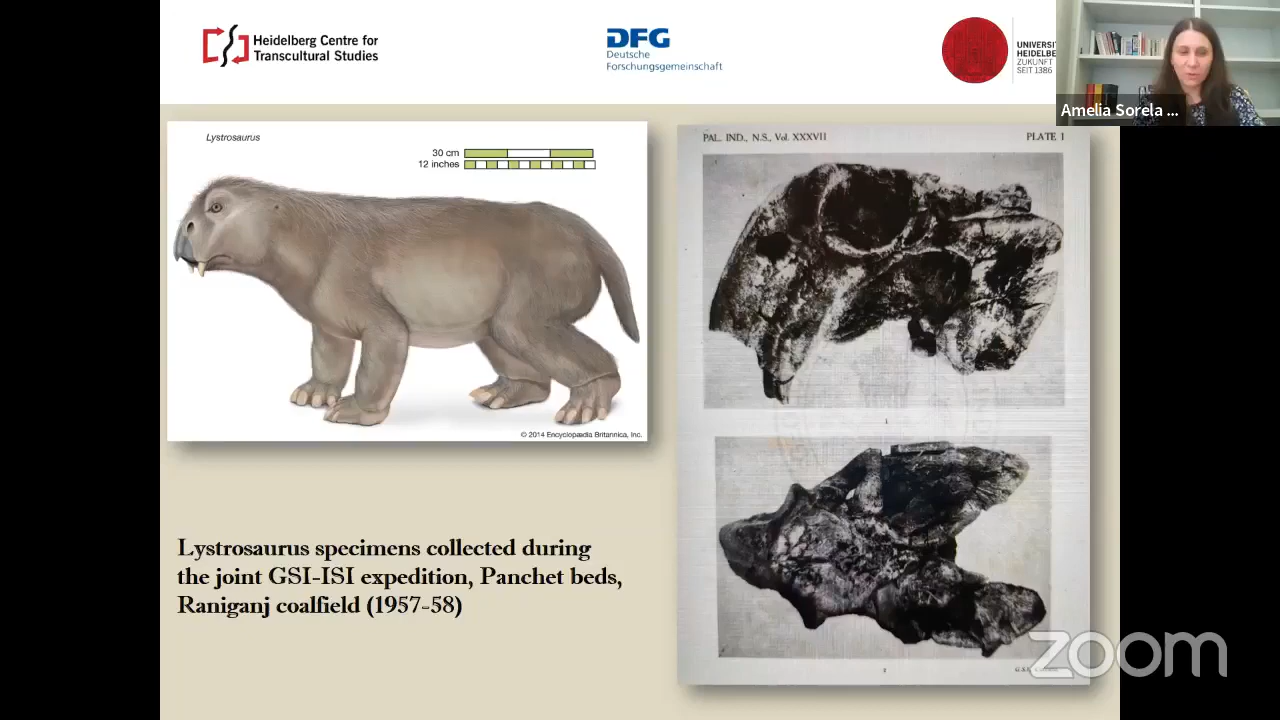 Heidelberg Centre for
Transcultural Studies
DFG
Deutsche
Forschungsgemeinschaft
UNIVERSI
HEIDELBE
ZUKUNFT
SEIT 1386
Amelia Sorela ...
Lystrosaurus
30 cm
12 inches
© 2014 Encyclopædia Britannica, Inc.
PAL. IND., N.S., Vol. XXXVII
PLATE 1
1
2
Lystrosaurus specimens collected during
the joint GSI-ISI expedition, Panchet beds,
Raniganj coalfield (1957-58)
zoom